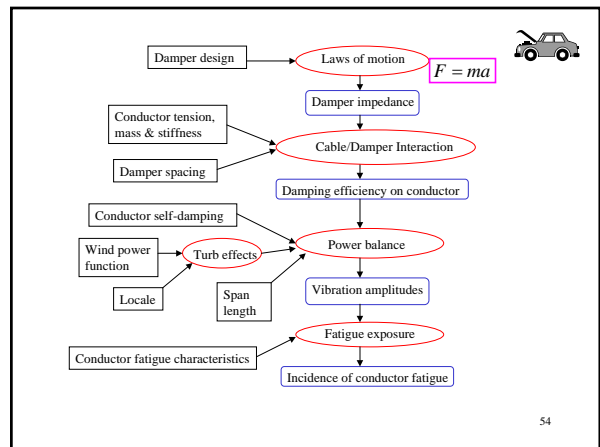 Damper design
Laws of motion
F = ma
Damper impedance
Conductor tension,
mass & stiffness
Cable/Damper Interaction
Damper spacing
Damping efficiency on conductor
Conductor self-damping
Wind power
function
Turb effects
Power balance
Locale
Span
length
Vibration amplitudes
Fatigue exposure
Conductor fatigue characteristics
Incidence of conductor fatigue
54